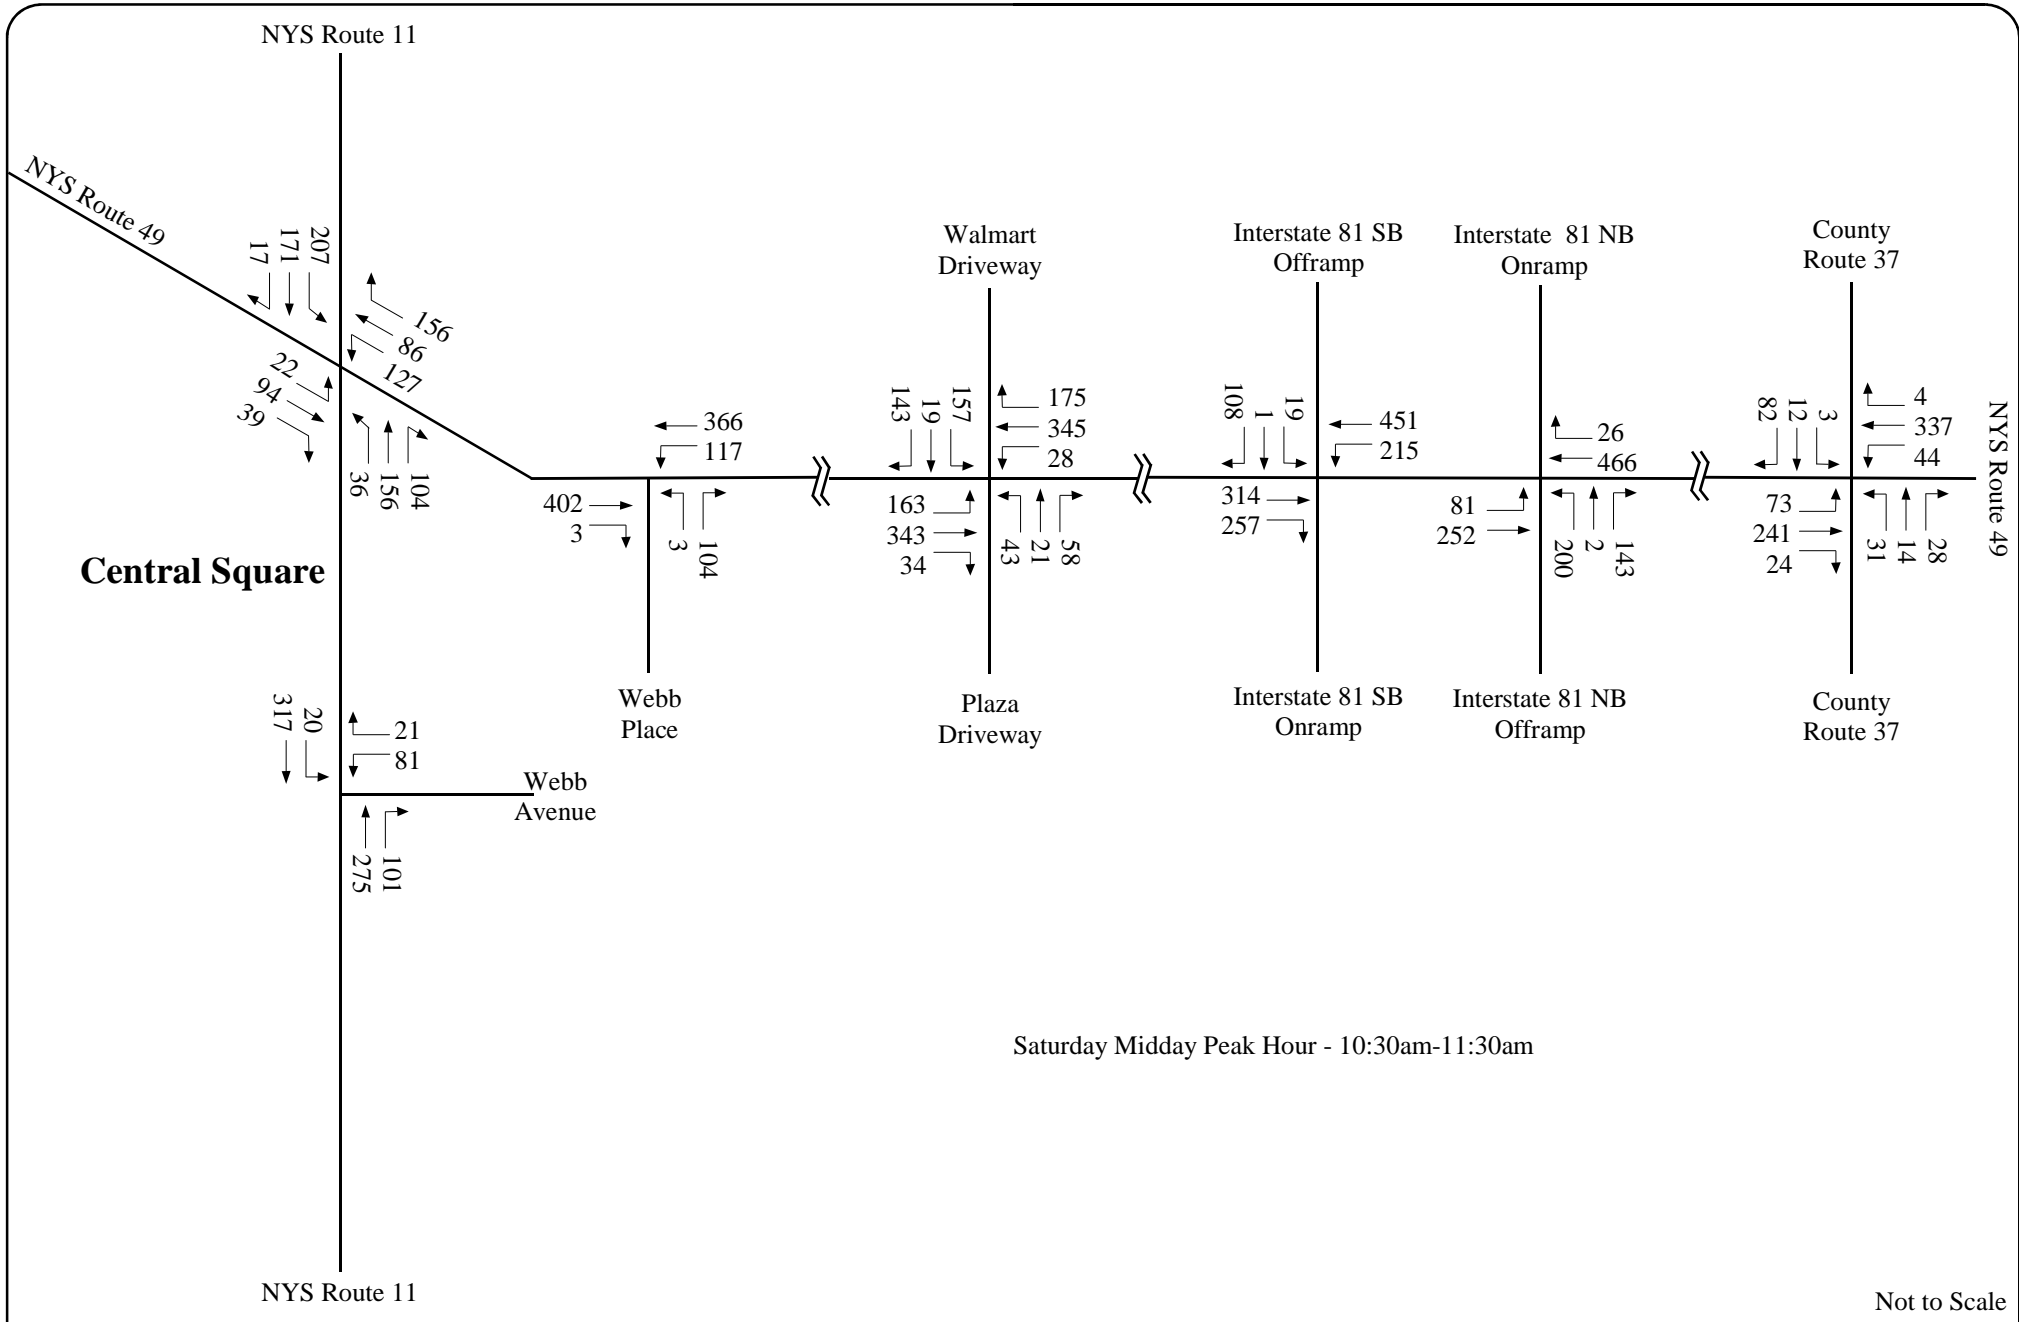 NYS Route 11
NYS Route 49
17
171
207
156
86
127
22
94
39
36
156
104
Central Square
366
117
402
3
3
104
Webb
Place
Walmart
Driveway
143
19
157
175
345
28
163
343
34
43
21
58
Plaza
Driveway
Interstate 81 SB
Offramp
108
1
19
451
215
314
257
Interstate 81 SB
Onramp
Interstate 81 NB
Onramp
26
466
81
252
200
2
143
Interstate 81 NB
Offramp
County
Route 37
82
12
3
4
337
44
73
241
24
31
14
28
County
Route 37
NYS Route 49
317
20
21
81
Webb
Avenue
275
101
Saturday Midday Peak Hour - 10:30am-11:30am
NYS Route 11
Not to Scale